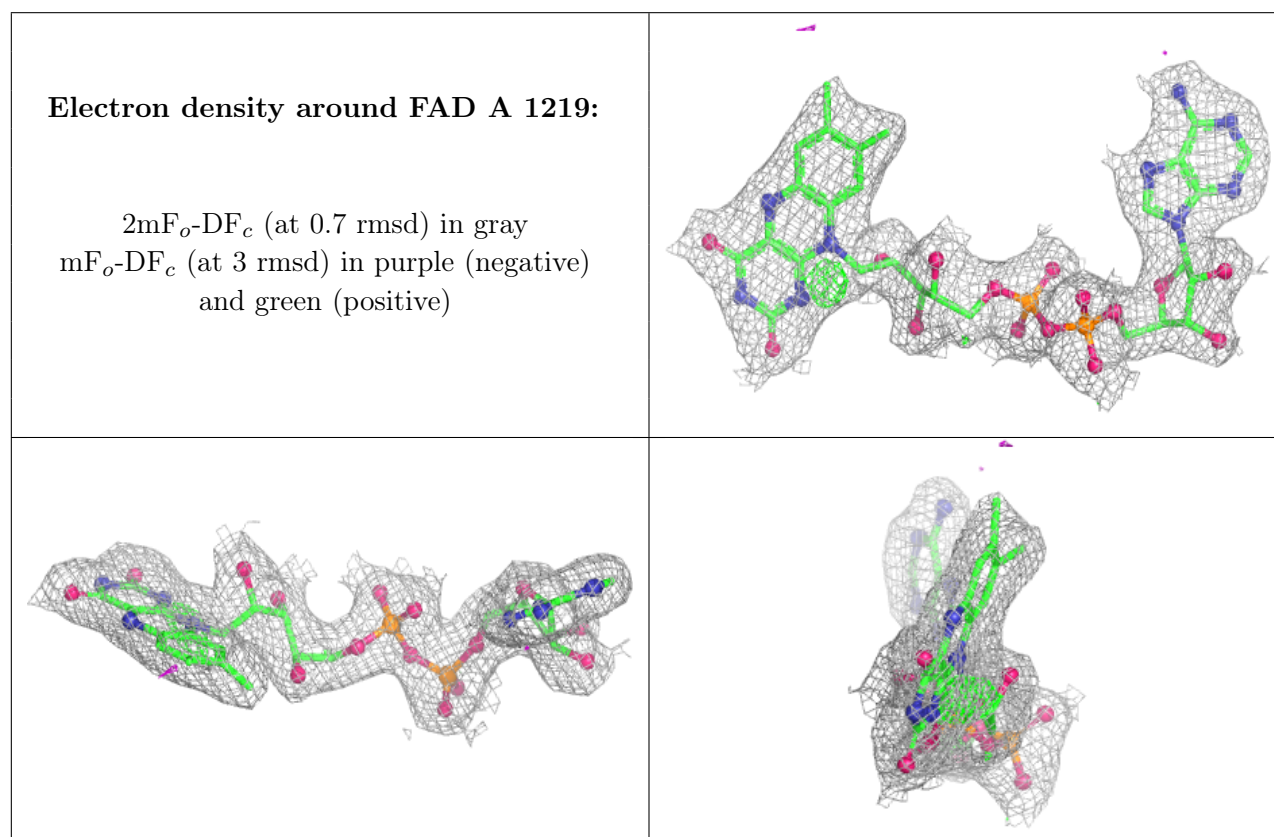 Electron density around FAD A 1219:
2mFo-DFc (at 0.7 rmsd) in gray
mFo-DFc (at 3 rmsd) in purple (negative)
and green (positive)